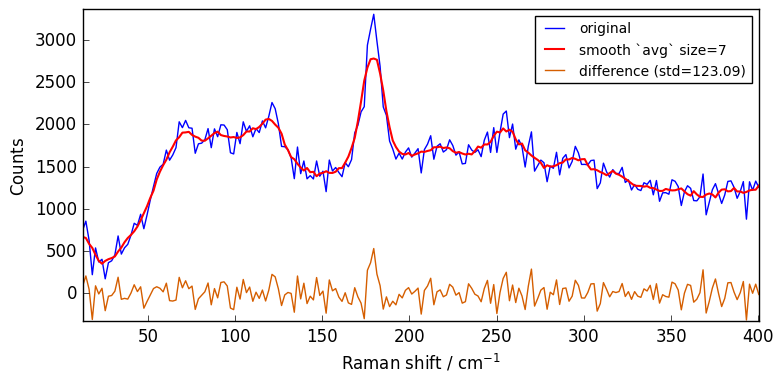 original
smooth `avg` size=7
difference (std=123.09)
3000
2500
2000
1500
1000
500
0
Counts
50 100 150 200 250 300 350 400
Raman shift / cm⁻¹